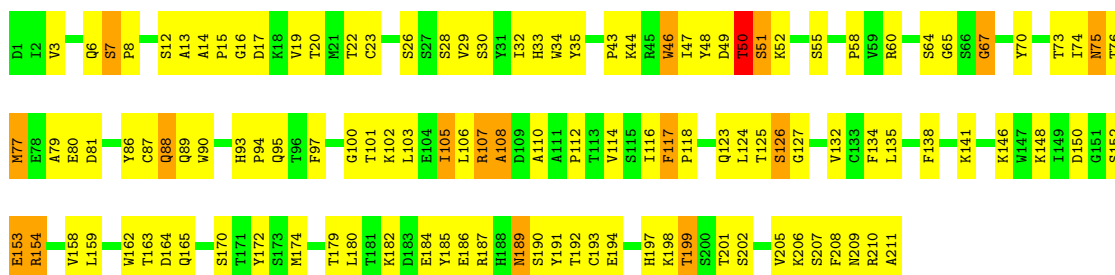 D1 I2 V3 Q6 S7 P8 S12 A13 A14 P15 G16 D17 K18 V19 T20 M21 T22 C23 S26 S27 S28 V29 S30 Y31 I32 H33 W34 Y35 P43 K44 R45 W46 I47 Y48 D49 T50 S51 K52 S55 P58 V59 R60 S64 G65 S66 G67 Y70 T73 I74 N75 T76
M77 E78 A79 E80 D81 Y86 C87 Q88 Q89 W90 H93 P94 Q95 T96 F97 G100 T101 K102 L103 E104 I105 L106 R107 A108 D109 A110 A111 P112 T113 V114 S115 I116 F117 P118 Q123 L124 T125 S126 G127 V132 C133 F134 L135 F138 K141 K146 W147 K148 I149 D150 G151 S152
E153 R154 V158 L159 W162 T163 D164 Q165 S170 T171 Y172 S173 M174 T179 L180 T181 K182 D183 E184 Y185 E186 R187 H188 N189 S190 Y191 T192 C193 E194 H197 K198 T199 S200 T201 S202 V205 K206 S207 F208 N209 R210 A211